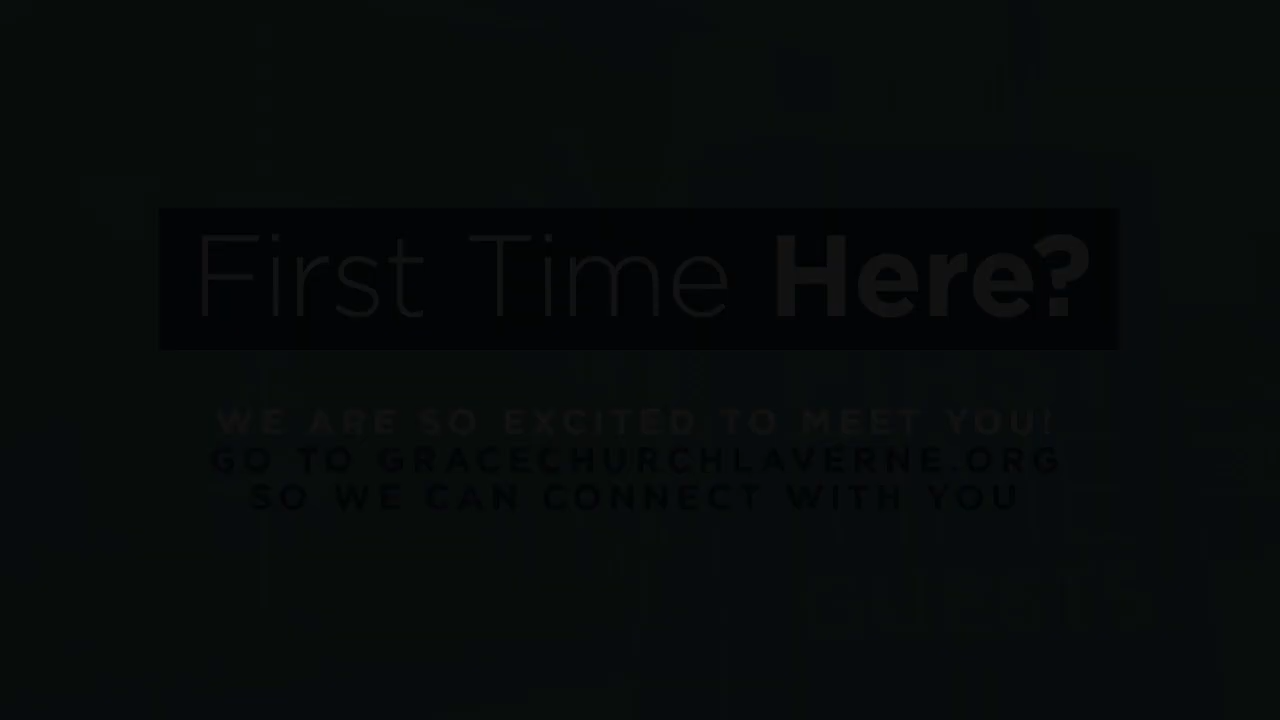 First Time Here?
WE ARE SO EXCITED TO MEET YOU!
GO TO GRACECHURCHLAVERNE.ORG
SO WE CAN CONNECT WITH YOU